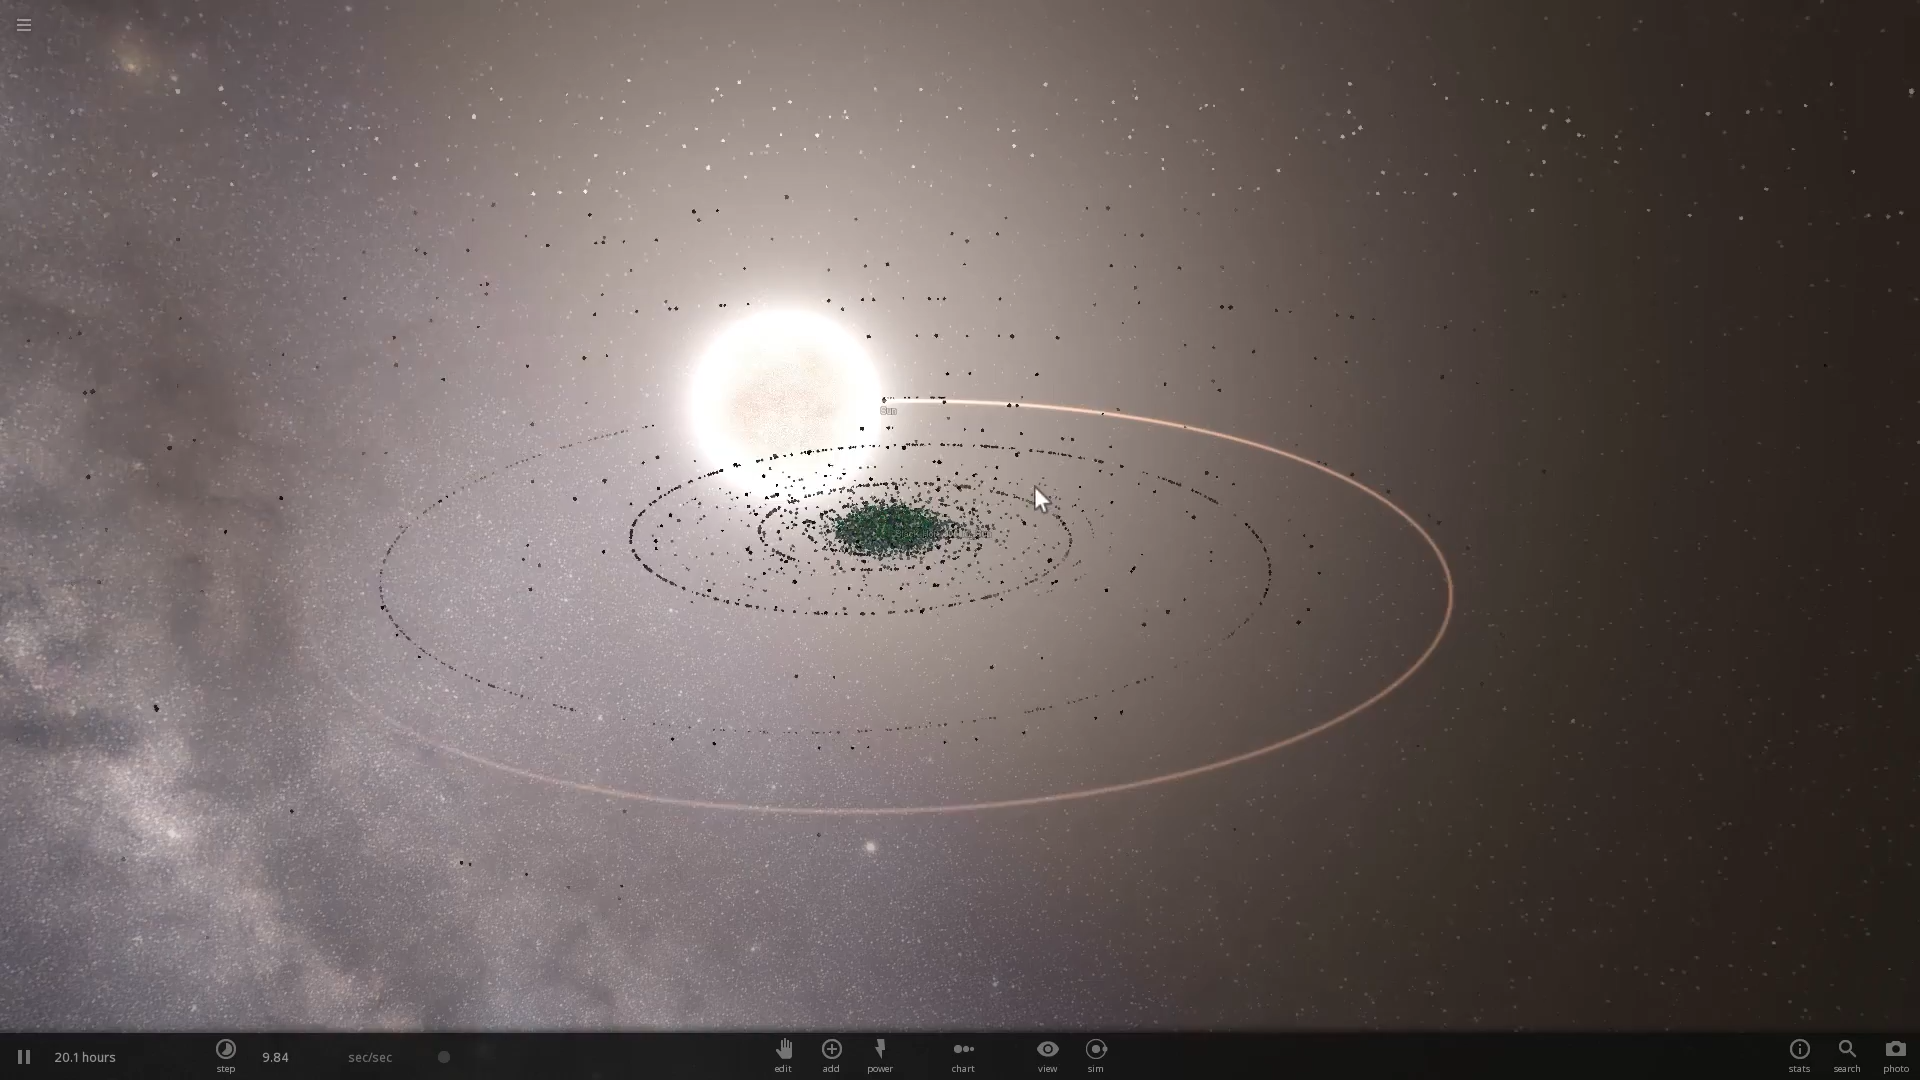 Sun
20.1 hours
step
9.84
sec/sec
edit
add
power
chart
view
sim
stats
search
photo